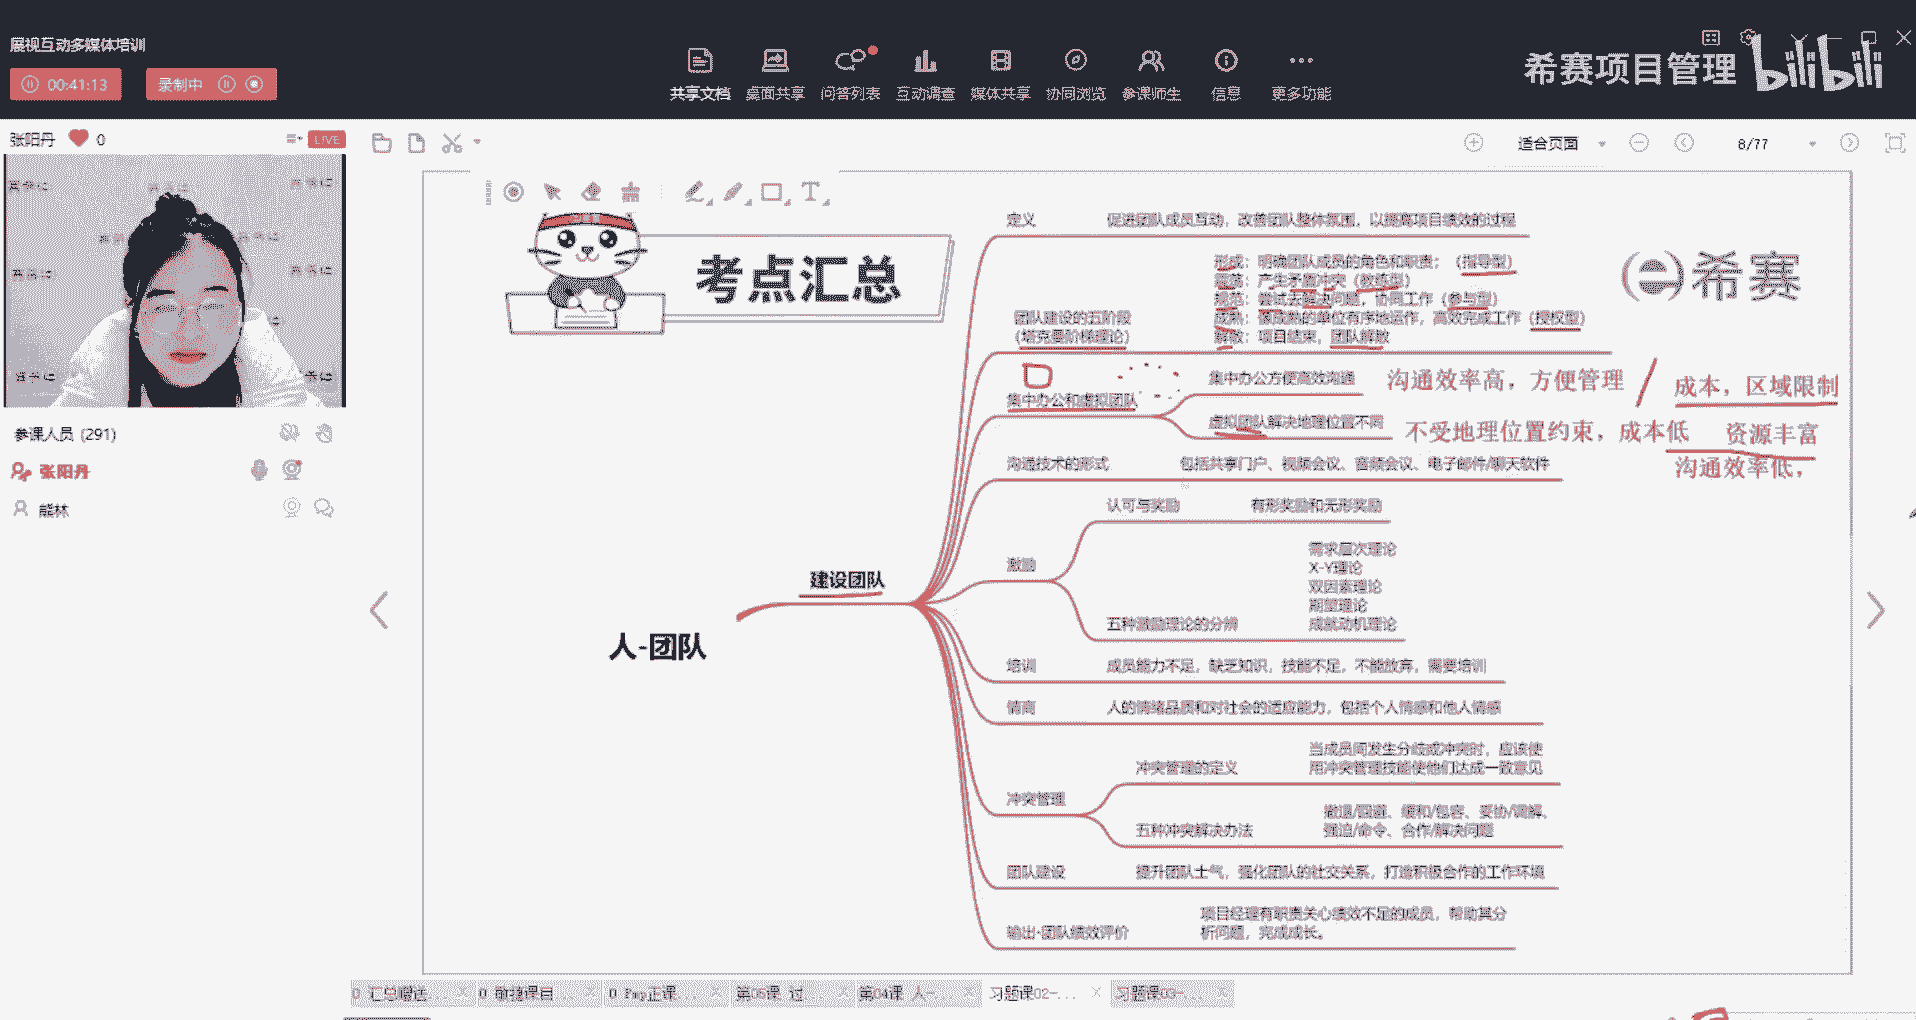 展视互动多媒体培训
00:41:13
录制中
共享文档
桌面共享
问答列表
互动调查
媒体共享
协同浏览
参课师生
信息
更多功能
希赛项目管理
bilibili
张阳丹
0
LIVE
适合页面
8/77
参课人员 (291)
张阳丹
熊林
考点汇总
希赛
人-团队
建设团队
定义
促进团队成员互动，改善团队整体氛围，以提高项目绩效的过程
团队建设的五阶段
(塔克曼阶梯理论)
形成：明确团队成员的角色和职责；（指导型）
震荡：产生矛盾冲突（教练型）
规范：尝试去解决问题，协同工作（参与型）
成熟：像成熟的单位有序地运作，高效完成工作（授权型）
解散：项目结束，团队解散
集中办公和虚拟团队
集中办公方便高效沟通
沟通效率高，方便管理
成本，区域限制
虚拟团队解决地理位置不同
不受地理位置约束，成本低
资源丰富
沟通效率低，
沟通技术的形式
包括共享门户、视频会议、音频会议、电子邮件/聊天软件
激励
认可与奖励
有形奖励和无形奖励
五种激励理论的分辨
需求层次理论
X-Y理论
双因素理论
期望理论
成就动机理论
培训
成员能力不足，缺乏知识，技能不足，不能放弃，需要培训
情商
人的情绪品质和对社会的适应能力，包括个人情感和他人情感
冲突管理
冲突管理的定义
当成员间发生分歧或冲突时，应该使
用冲突管理技能使他们达成一致意见
五种冲突解决办法
撤退/回避、缓和/包容、妥协/调解、
强迫/命令、合作/解决问题
团队建设
提升团队士气，强化团队的社交关系，打造积极合作的工作环境
输出-团队绩效评价
项目经理有职责关心绩效不足的成员，帮助其分
析问题，完成成长。
0 汇总赠送...
0 敏捷课目...
0 Pmp正课...
第05课 过...
第04课 人-...
习题课02-...
习题课03-...